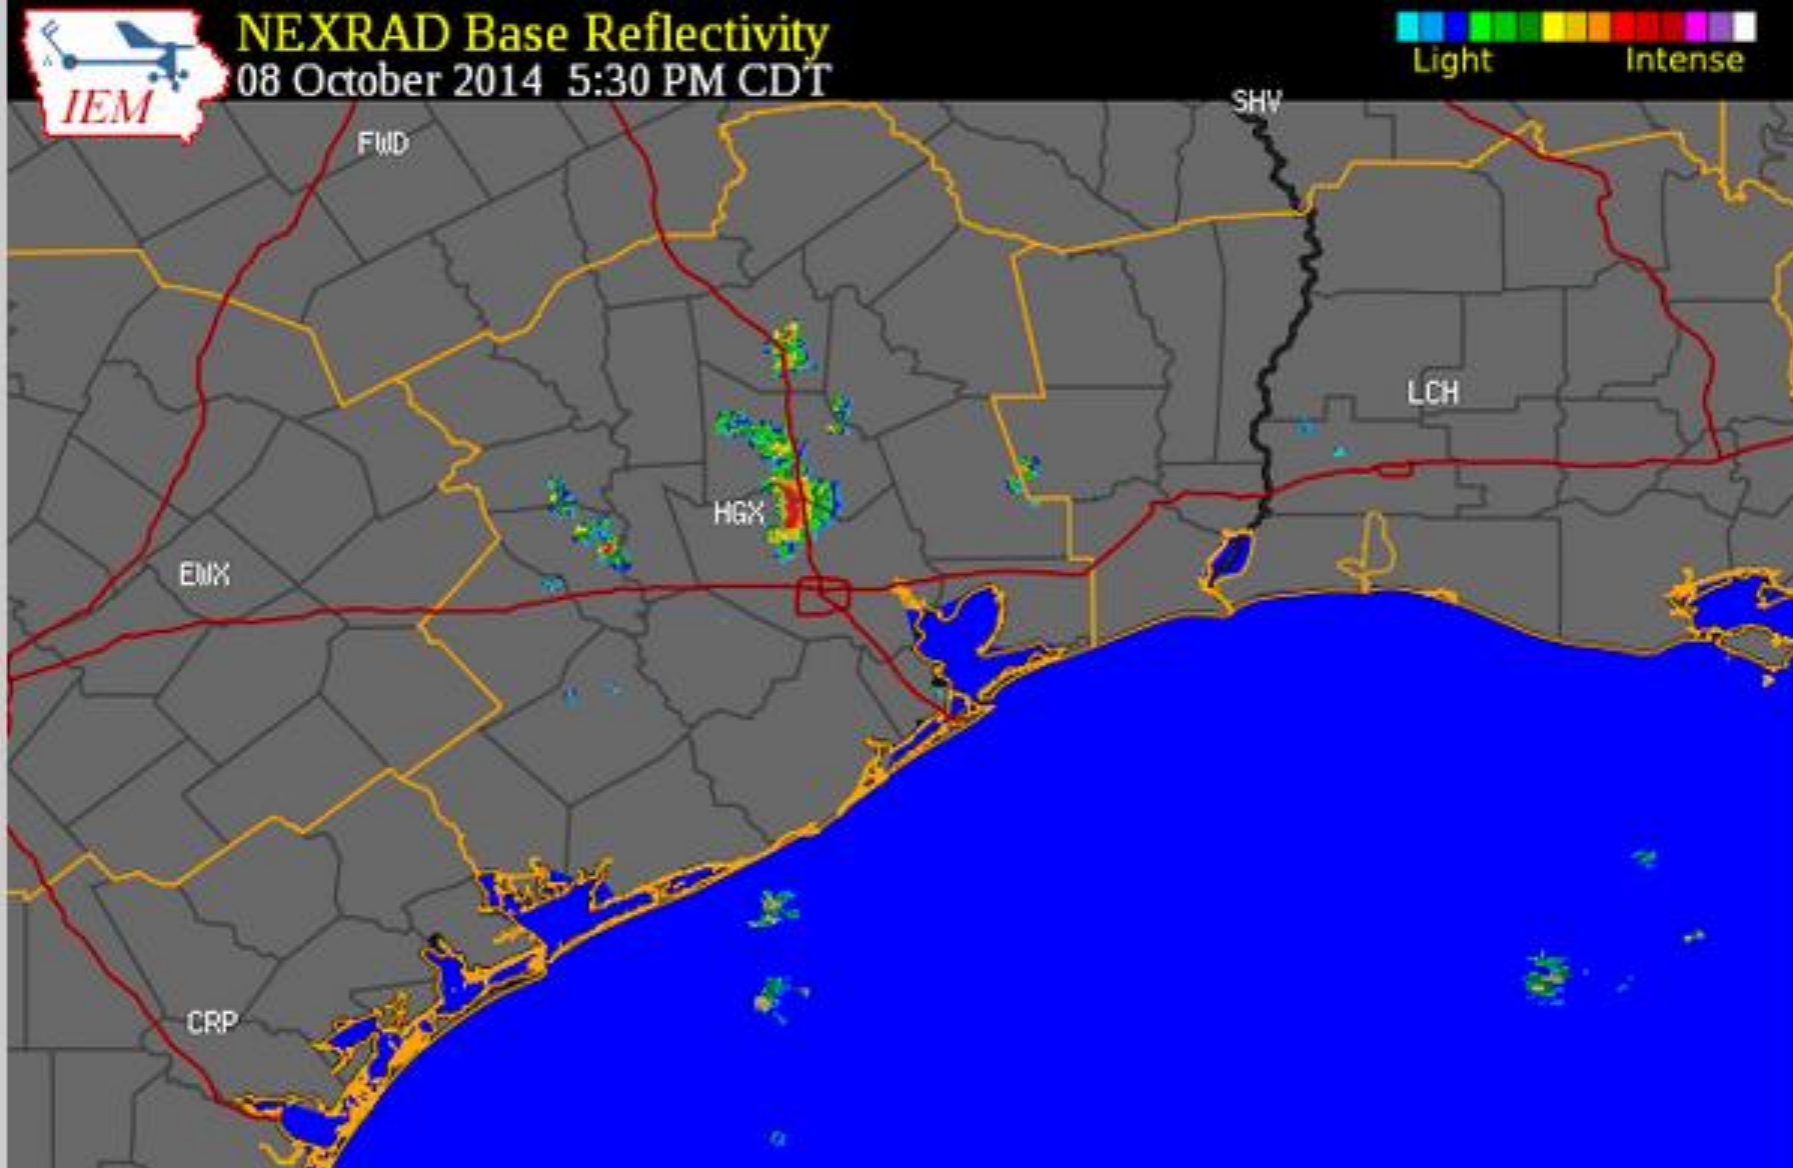 NEXRAD Base Reflectivity
08 October 2014 5:30 PM CDT
IEM
Light Intense
SHV
FWD
LCH
HGX
EWX
CRP